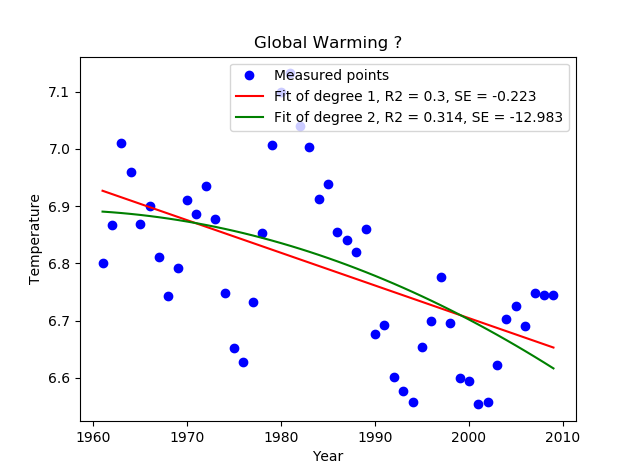 Global Warming ?
Measured points
Fit of degree 1, R2 = 0.3, SE = -0.223
Fit of degree 2, R2 = 0.314, SE = -12.983
Temperature
7.1
7.0
6.9
6.8
6.7
6.6
1960 1970 1980 1990 2000 2010
Year